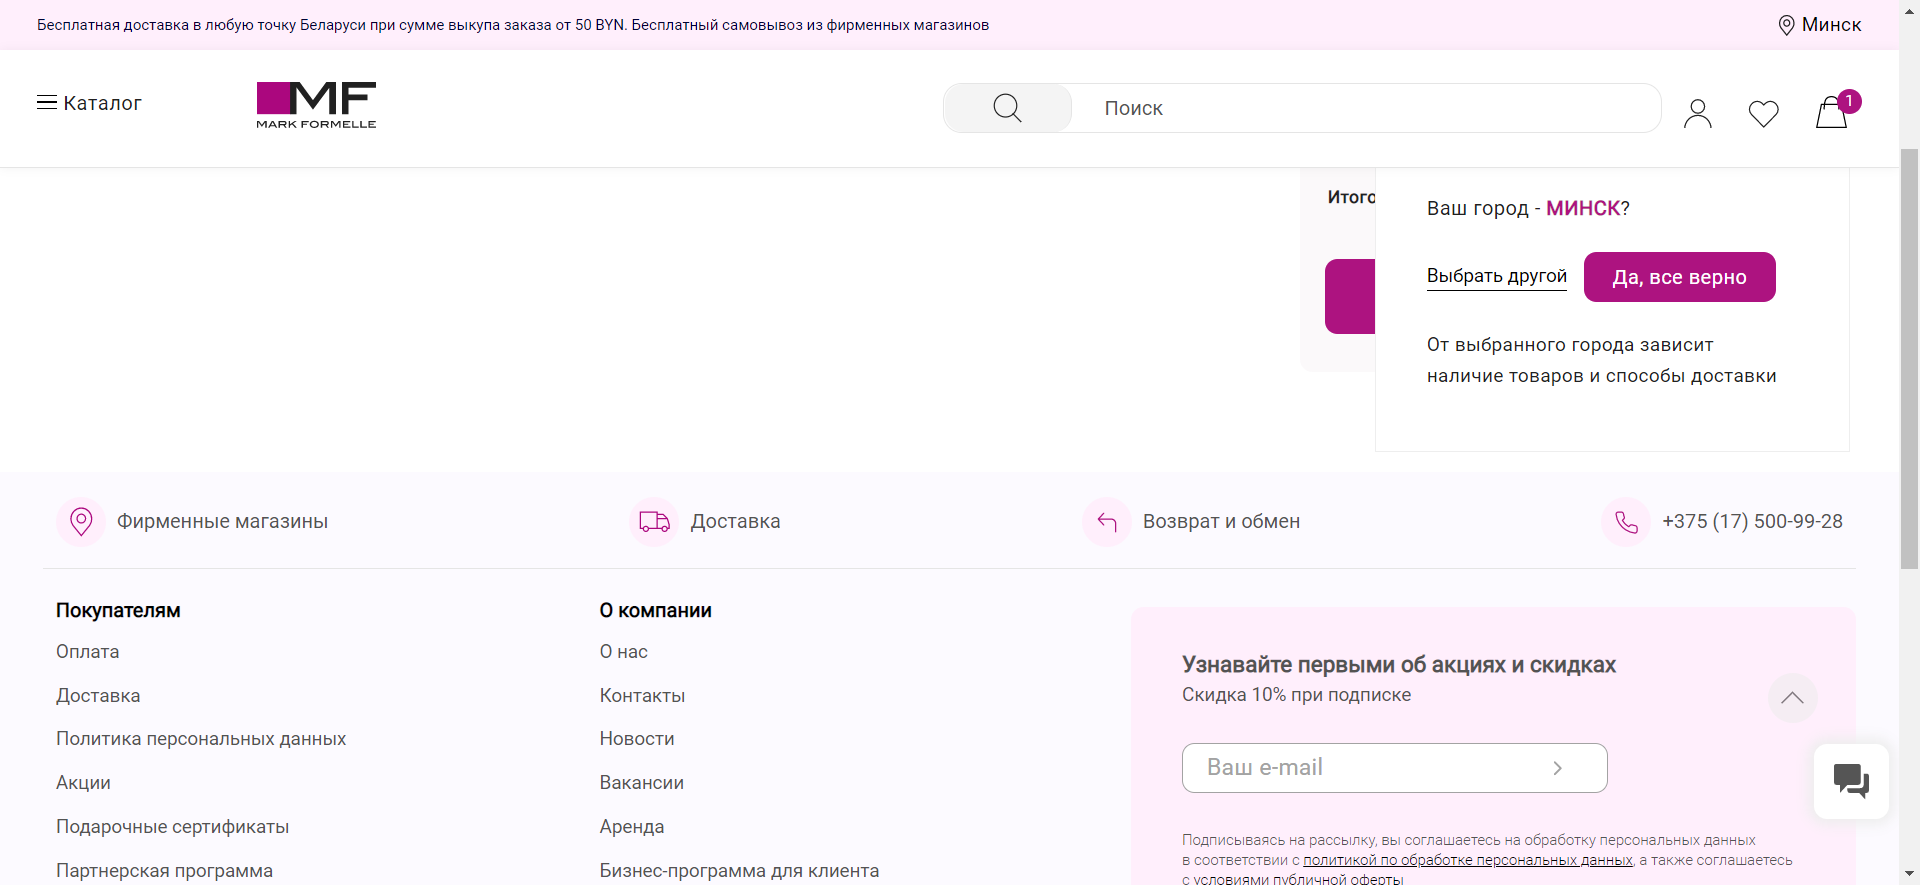 Бесплатная доставка в любую точку Беларуси при сумме выкупа заказа от 50 BYN. Бесплатный самовывоз из фирменных магазинов
Минск
Каталог
MF
MARK FORMELLE
Поиск
1
Итого
Ваш город - МИНСК?
Выбрать другой
Да, все верно
От выбранного города зависит
наличие товаров и способы доставки
Фирменные магазины
Доставка
Возврат и обмен
+375 (17) 500-99-28
Покупателям
Оплата
Доставка
Политика персональных данных
Акции
Подарочные сертификаты
Партнерская программа
О компании
О нас
Контакты
Новости
Вакансии
Аренда
Бизнес-программа для клиента
Узнавайте первыми об акциях и скидках
Скидка 10% при подписке
Ваш e-mail
Подписываясь на рассылку, вы соглашаетесь на обработку персональных данных
в соответствии с политикой по обработке персональных данных, а также соглашаетесь
с условиями публичной оферты